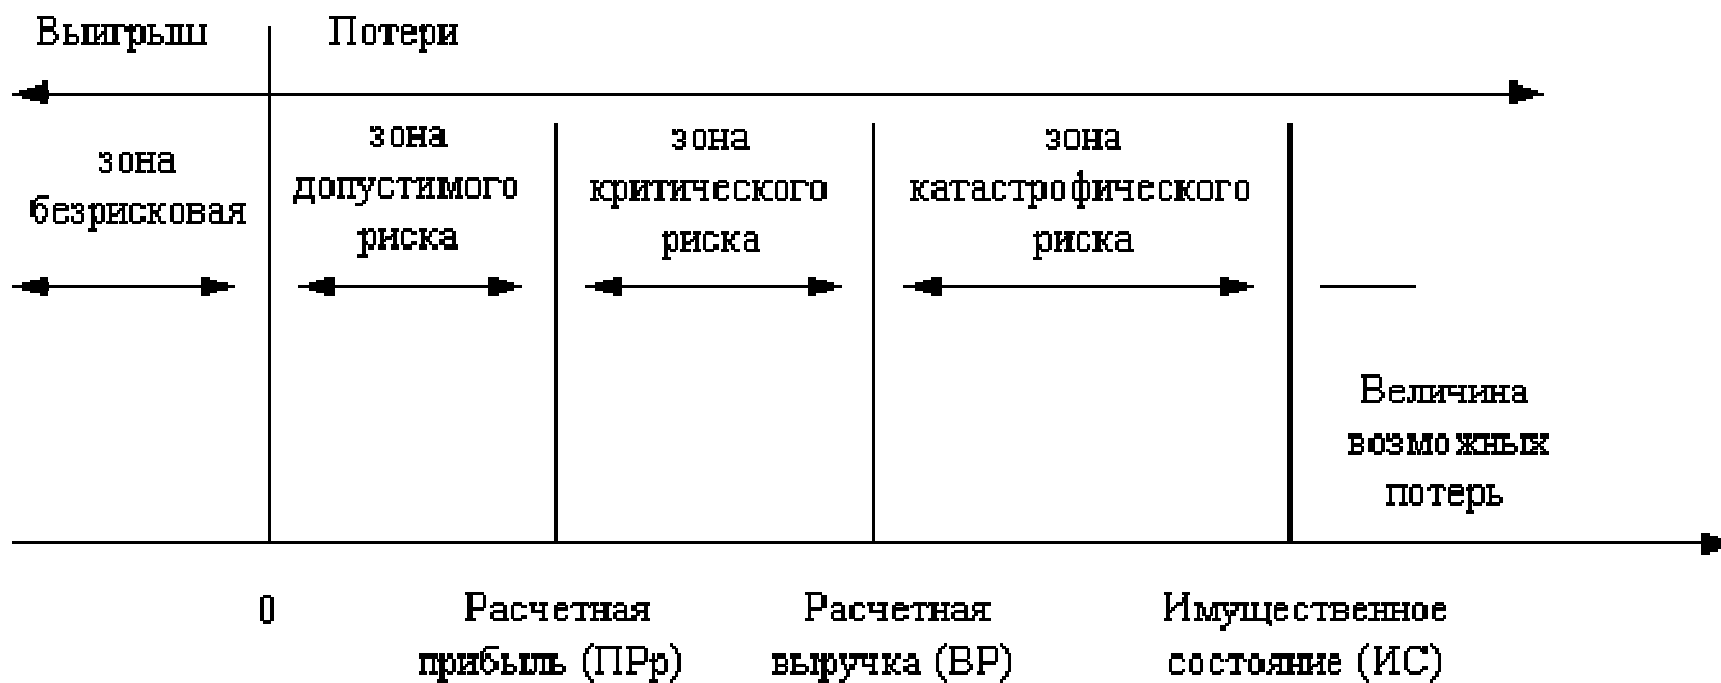 Выигрыш
Потери
зона
безрисковая
зона
допустимого
риска
зона
критического
риска
зона
катастрофического
риска
Величина
возможных
потерь
0
Расчетная
прибыль (ПРр)
Расчетная
выручка (ВР)
Имущественное
состояние (ИС)